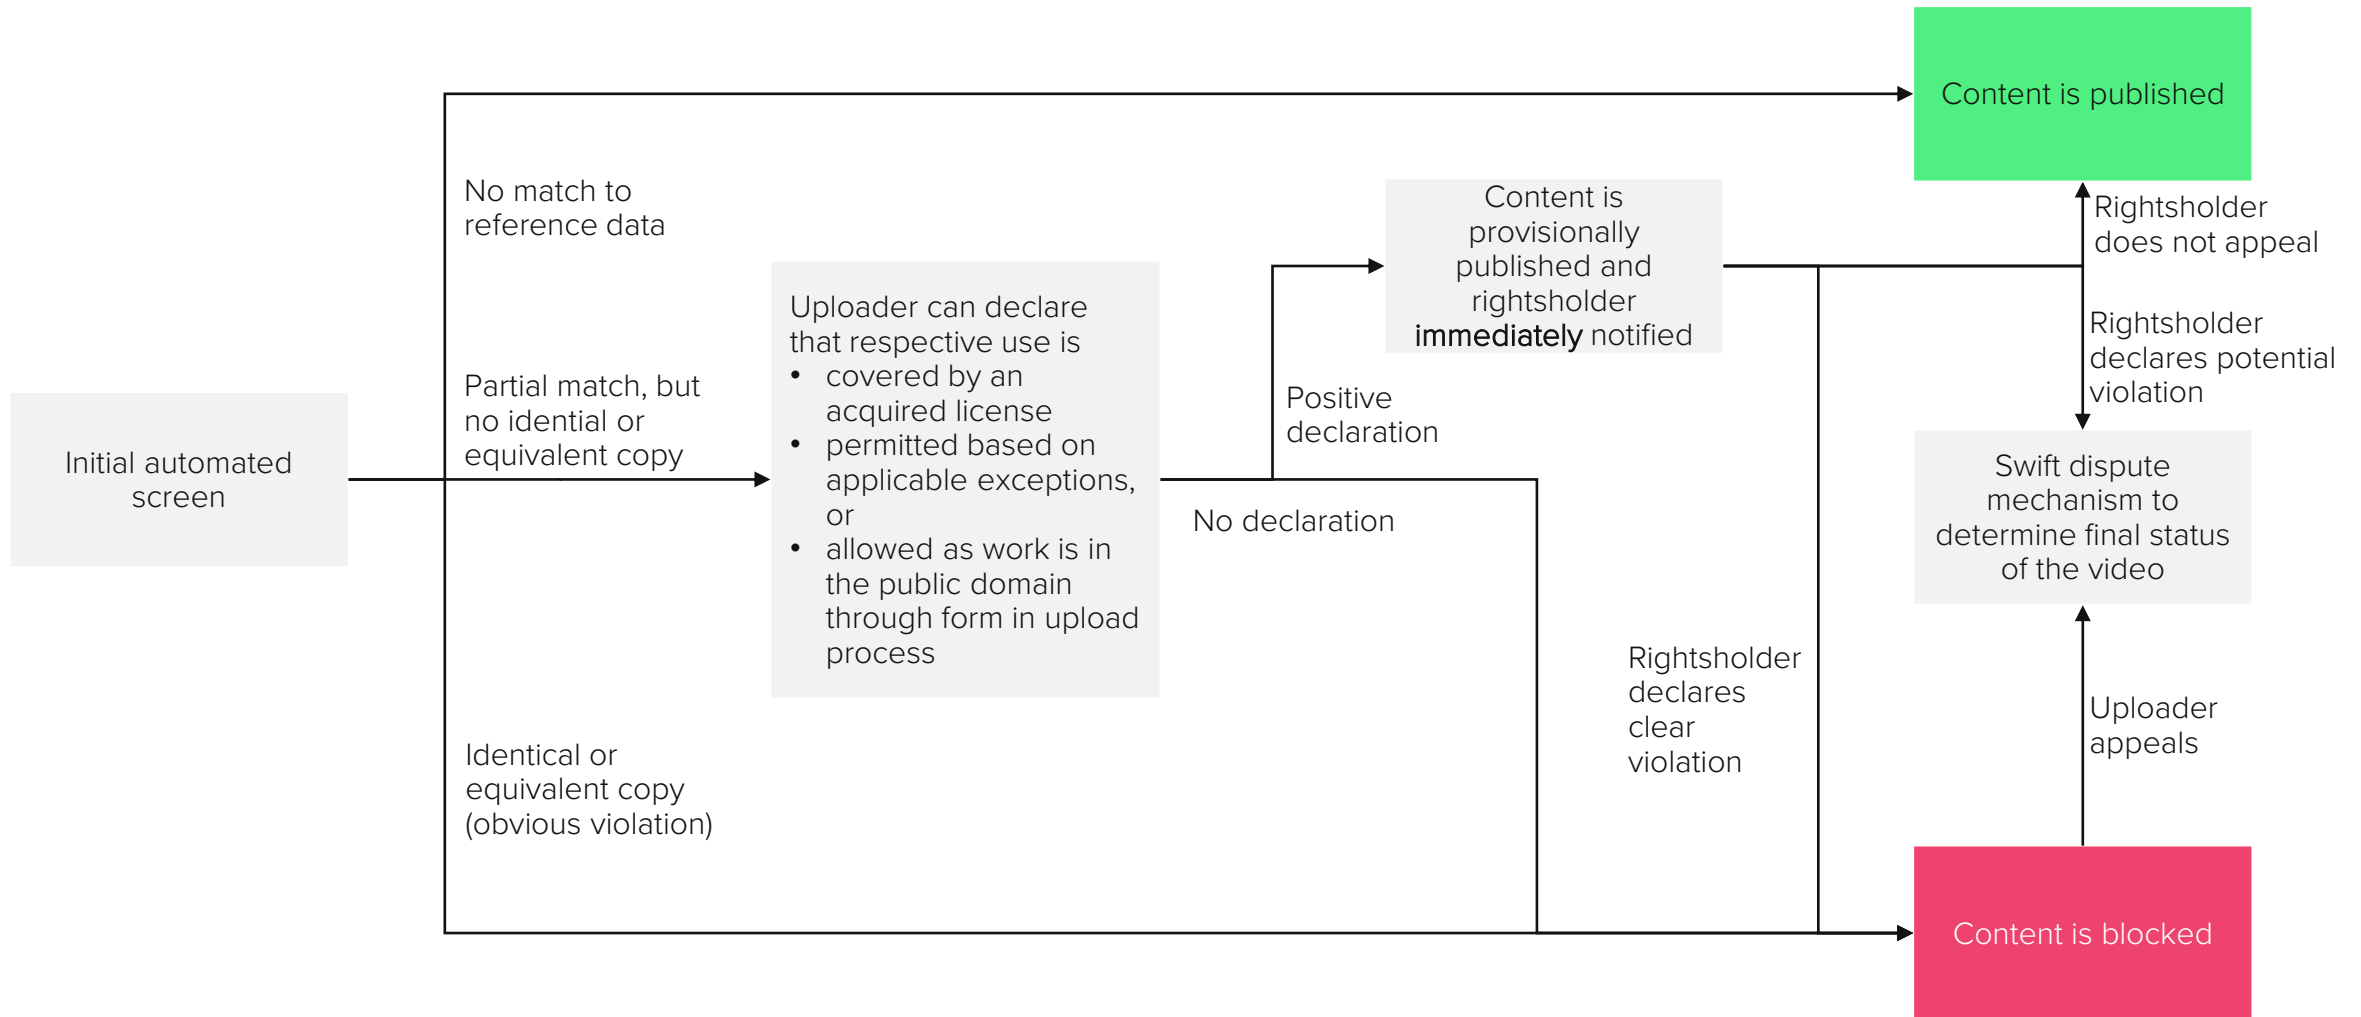 Content is published
No match to
reference data
Content is
provisionally
published and
rightsholder
immediately notified
Rightsholder
does not appeal
Uploader can declare
that respective use is
• covered by an
acquired license
• permitted based on
applicable exceptions,
or
• allowed as work is in
the public domain
through form in upload
process
Rightsholder
declares potential
violation
Partial match, but
no idential or
equivalent copy
Positive
declaration
Initial automated
screen
No declaration
Swift dispute
mechanism to
determine final status
of the video
Rightsholder
declares
clear
violation
Uploader
appeals
Identical or
equivalent copy
(obvious violation)
Content is blocked